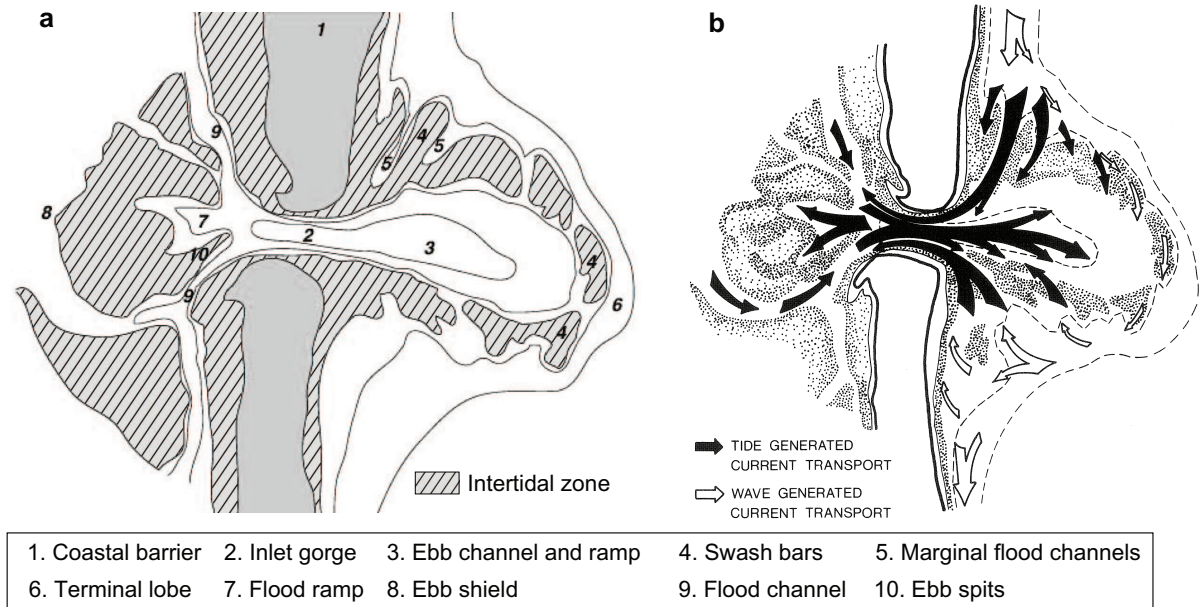 a
b
1
9
4
5
5
8
7
2
3
4
10
6
9
4
Intertidal zone
TIDE GENERATED
CURRENT TRANSPORT
WAVE GENERATED
CURRENT TRANSPORT
1. Coastal barrier 2. Inlet gorge 3. Ebb channel and ramp 4. Swash bars 5. Marginal flood channels
6. Terminal lobe 7. Flood ramp 8. Ebb shield 9. Flood channel 10. Ebb spits